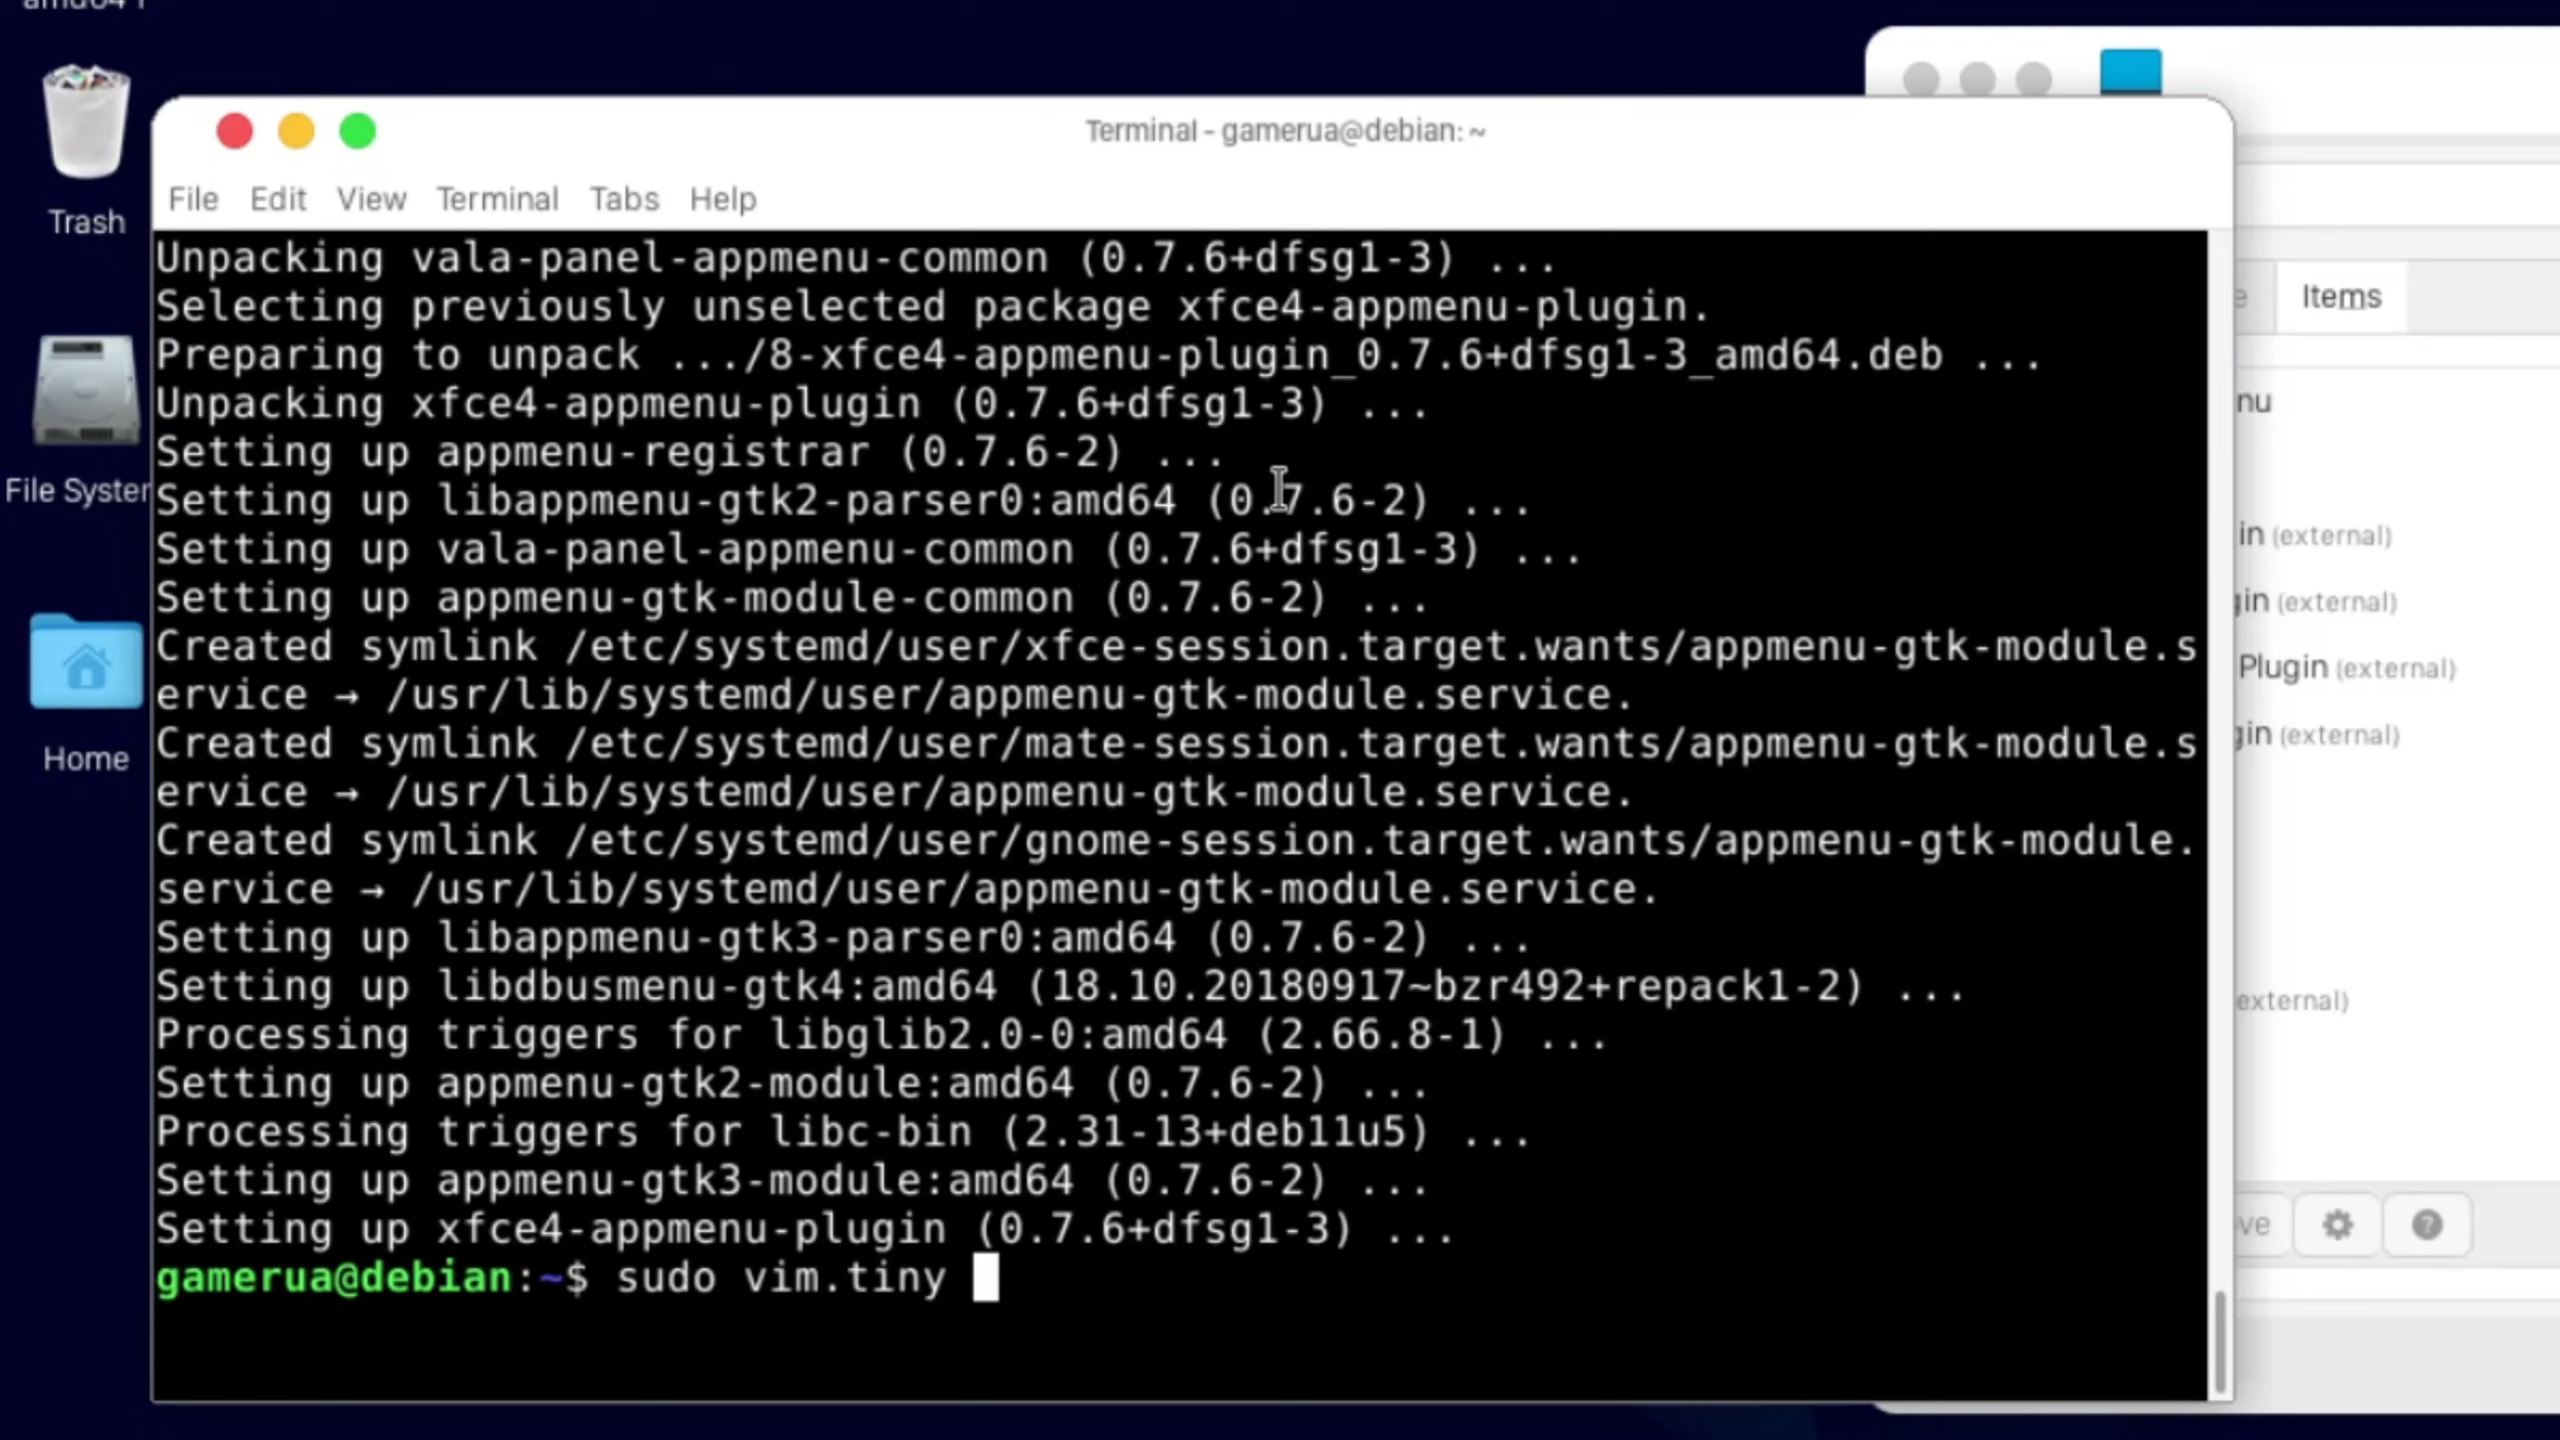 Trash
File
Home
Terminal - gamerua@debian: ~
File Edit View Terminal Tabs Help
Unpacking vala-panel-appmenu-common (0.7.6+dfsg1-3) ...
Selecting previously unselected package xfce4-appmenu-plugin.
Preparing to unpack .../8-xfce4-appmenu-plugin_0.7.6+dfsg1-3_amd64.deb ...
Unpacking xfce4-appmenu-plugin (0.7.6+dfsg1-3) ...
Setting up appmenu-registrar (0.7.6-2) ...
Setting up libappmenu-gtk2-parser0:amd64 (0.7.6-2) ...
Setting up vala-panel-appmenu-common (0.7.6+dfsg1-3) ...
Setting up appmenu-gtk-module-common (0.7.6-2) ...
Created symlink /etc/systemd/user/xfce-session.target.wants/appmenu-gtk-module.s
ervice → /usr/lib/systemd/user/appmenu-gtk-module.service.
Created symlink /etc/systemd/user/mate-session.target.wants/appmenu-gtk-module.s
ervice → /usr/lib/systemd/user/appmenu-gtk-module.service.
Created symlink /etc/systemd/user/gnome-session.target.wants/appmenu-gtk-module.
service → /usr/lib/systemd/user/appmenu-gtk-module.service.
Setting up libappmenu-gtk3-parser0:amd64 (0.7.6-2) ...
Setting up libdbusmenu-gtk4:amd64 (18.10.20180917~bzr492+repack1-2) ...
Processing triggers for libglib2.0-0:amd64 (2.66.8-1) ...
Setting up appmenu-gtk2-module:amd64 (0.7.6-2) ...
Processing triggers for libc-bin (2.31-13+deb11u5) ...
Setting up appmenu-gtk3-module:amd64 (0.7.6-2) ...
Setting up xfce4-appmenu-plugin (0.7.6+dfsg1-3) ...
gamerua@debian:~$ sudo vim.tiny
Items
(external)
(external)
Plugin (external)
(external)
external)